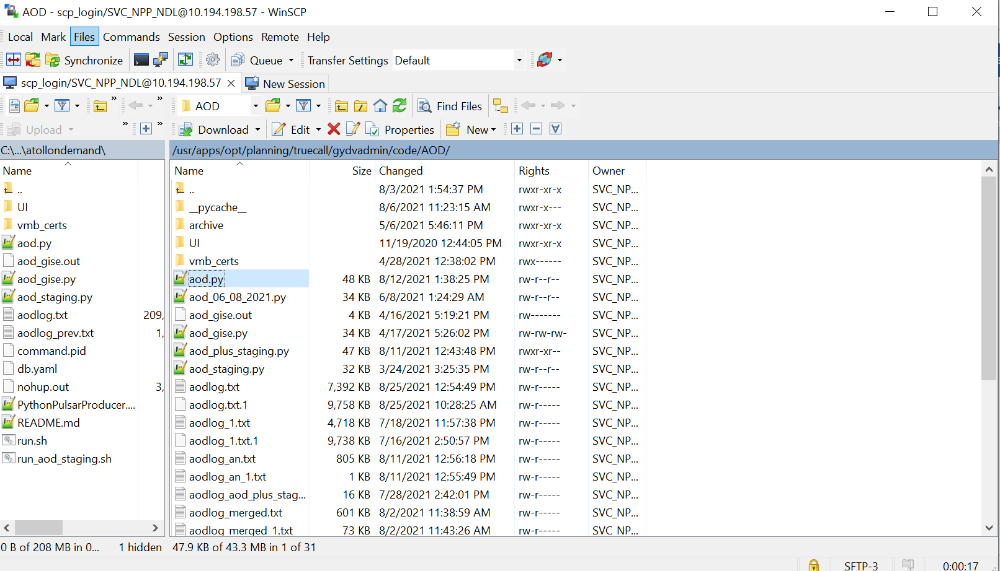 AOD - scp_login/SVC_NPP_NDL@10.194.198.57 - WinSCP
Local Mark Files Commands Session Options Remote Help
Synchronize Queue Transfer Settings Default
scp_login/SVC_NPP_NDL@10.194.198.57 New Session
AOD Find Files
Upload Download Edit Properties New
C:\...\atollondemand\ /usr/apps/opt/planning/truecall/gydvadmin/code/AOD/
Name Name Size Changed Rights Owner
.. .. 8/3/2021 1:54:37 PM rwxr-xr-x SVC_NP...
UI __pycache__ 8/6/2021 11:23:15 AM rwxr-x--- SVC_NP...
vmb_certs archive 5/6/2021 5:46:11 PM rwxr-xr-x SVC_NP...
aod.py UI 11/19/2020 12:44:05 PM rwxr-xr-x SVC_NP...
aod_gise.out vmb_certs 4/28/2021 12:38:02 PM rwx------ SVC_NP...
aod_gise.py aod.py 48 KB 8/12/2021 1:38:25 PM rw-r--r-- SVC_NP...
aod_staging.py aod_06_08_2021.py 34 KB 6/8/2021 1:24:29 AM rw-r--r-- SVC_NP...
aodlog.txt 209, aod_gise.out 4 KB 4/16/2021 5:19:21 PM rw------- SVC_NP...
aodlog_prev.txt 1, aod_gise.py 34 KB 4/17/2021 5:26:02 PM rw-rw-rw- SVC_NP...
command.pid aod_plus_staging.py 47 KB 8/11/2021 12:43:48 PM rwxr-xr-- SVC_NP...
db.yaml aod_staging.py 32 KB 3/24/2021 3:25:35 PM rw-r--r-- SVC_NP...
nohup.out 3, aodlog.txt 7,392 KB 8/25/2021 12:54:49 PM rw-r----- SVC_NP...
PythonPulsarProducer.... aodlog.txt.1 9,758 KB 8/25/2021 10:28:25 AM rw-r----- SVC_NP...
README.md aodlog_1.txt 4,718 KB 7/18/2021 11:57:38 PM rw-r----- SVC_NP...
run.sh aodlog_1.txt.1 9,738 KB 7/16/2021 2:50:57 PM rw-r----- SVC_NP...
run_aod_staging.sh aodlog_an.txt 805 KB 8/11/2021 12:56:18 PM rw-r----- SVC_NP...
aodlog_an_1.txt 1 KB 8/11/2021 12:55:49 PM rw-r----- SVC_NP...
aodlog_aod_plus_stag... 16 KB 7/28/2021 2:42:01 PM rw-r----- SVC_NP...
aodlog_merged.txt 601 KB 8/2/2021 11:38:59 AM rw-r----- SVC_NP...
aodlog_merged_1.txt 73 KB 8/2/2021 11:43:26 AM rw-r----- SVC_NP...
0 B of 208 MB in 0... 1 hidden 47.9 KB of 43.3 MB in 1 of 31
SFTP-3 0:00:17